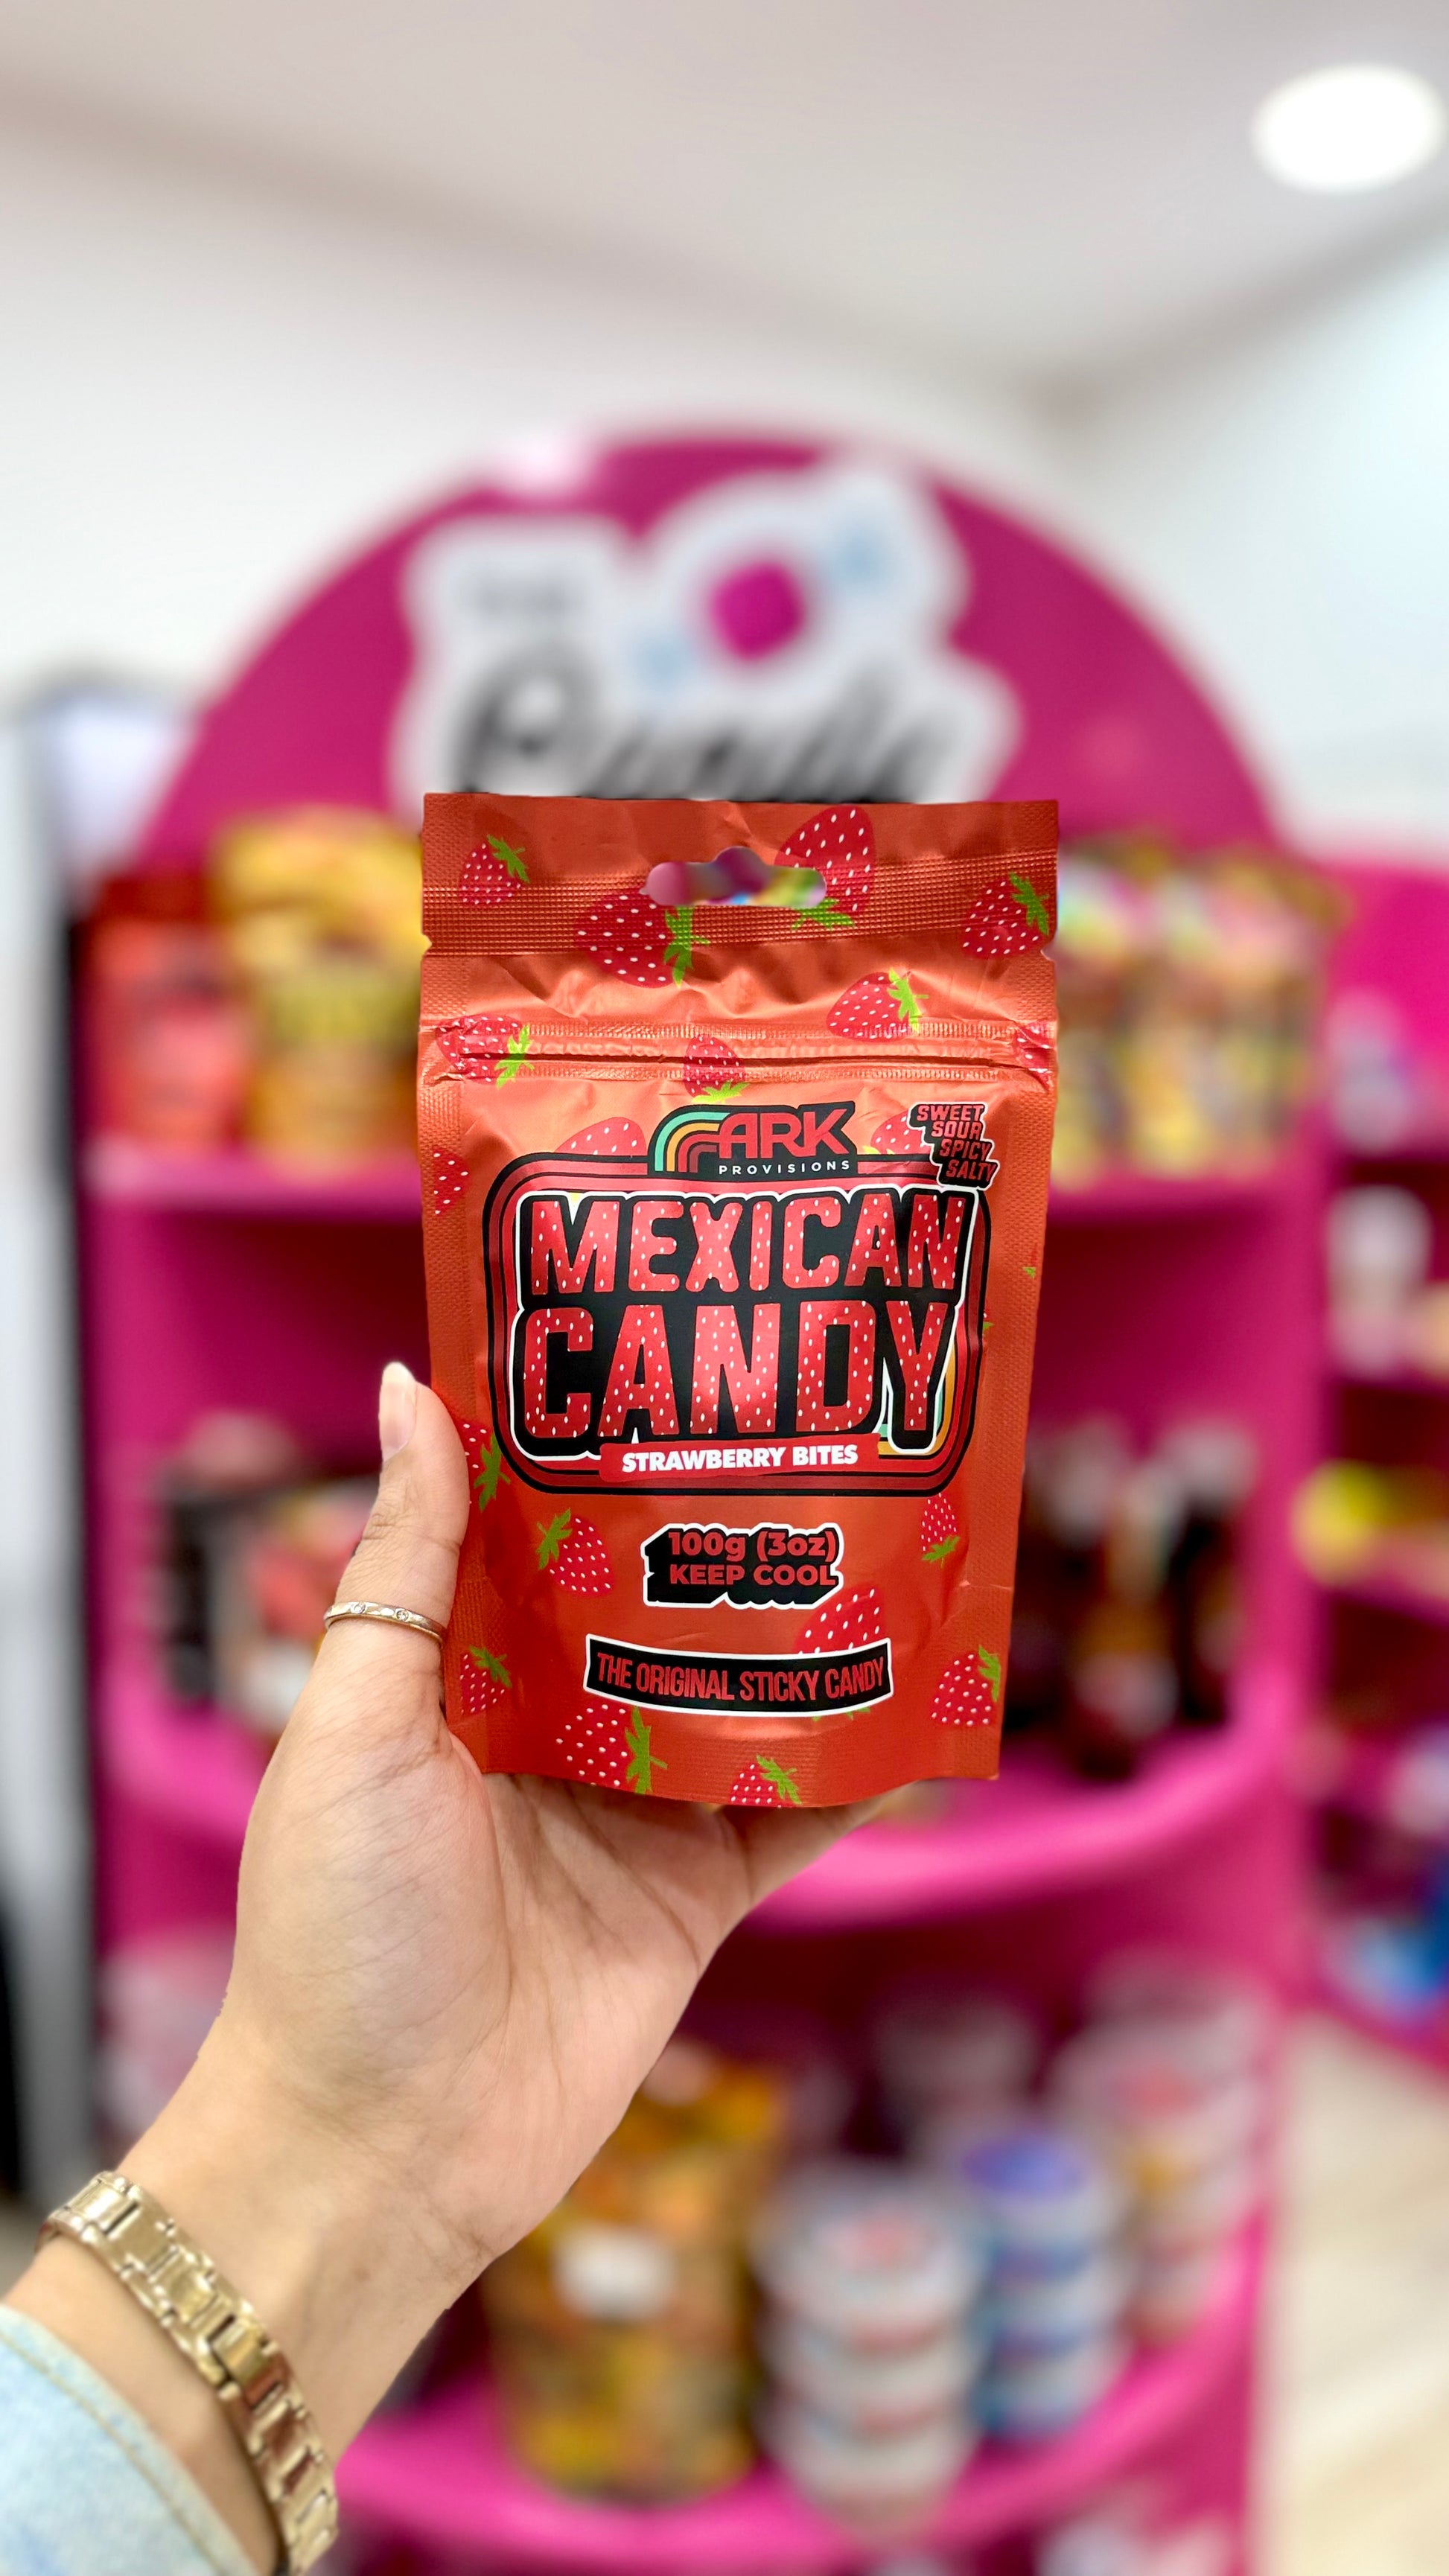 ARK
PROVISIONS
SWEET
SOUR
SPICY
SALTY
MEXICAN
CANDY
STRAWBERRY BITES
100g (3oz)
KEEP COOL
THE ORIGINAL STICKY CANDY